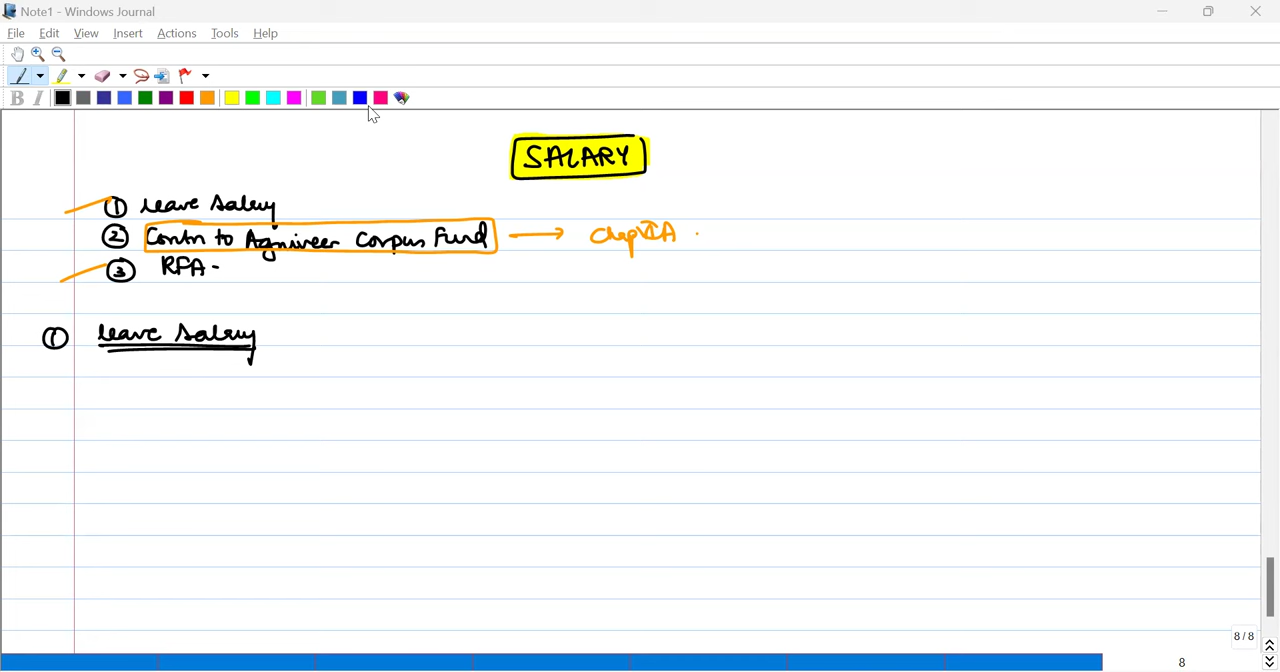 Note1 - Windows Journal
File Edit View Insert Actions Tools Help
B I
SALARY
① Leave Salary
② Contn to Agniveer Corpus Fund → chap VIA
③ RFA -
① Leave Salary
8 / 8
8